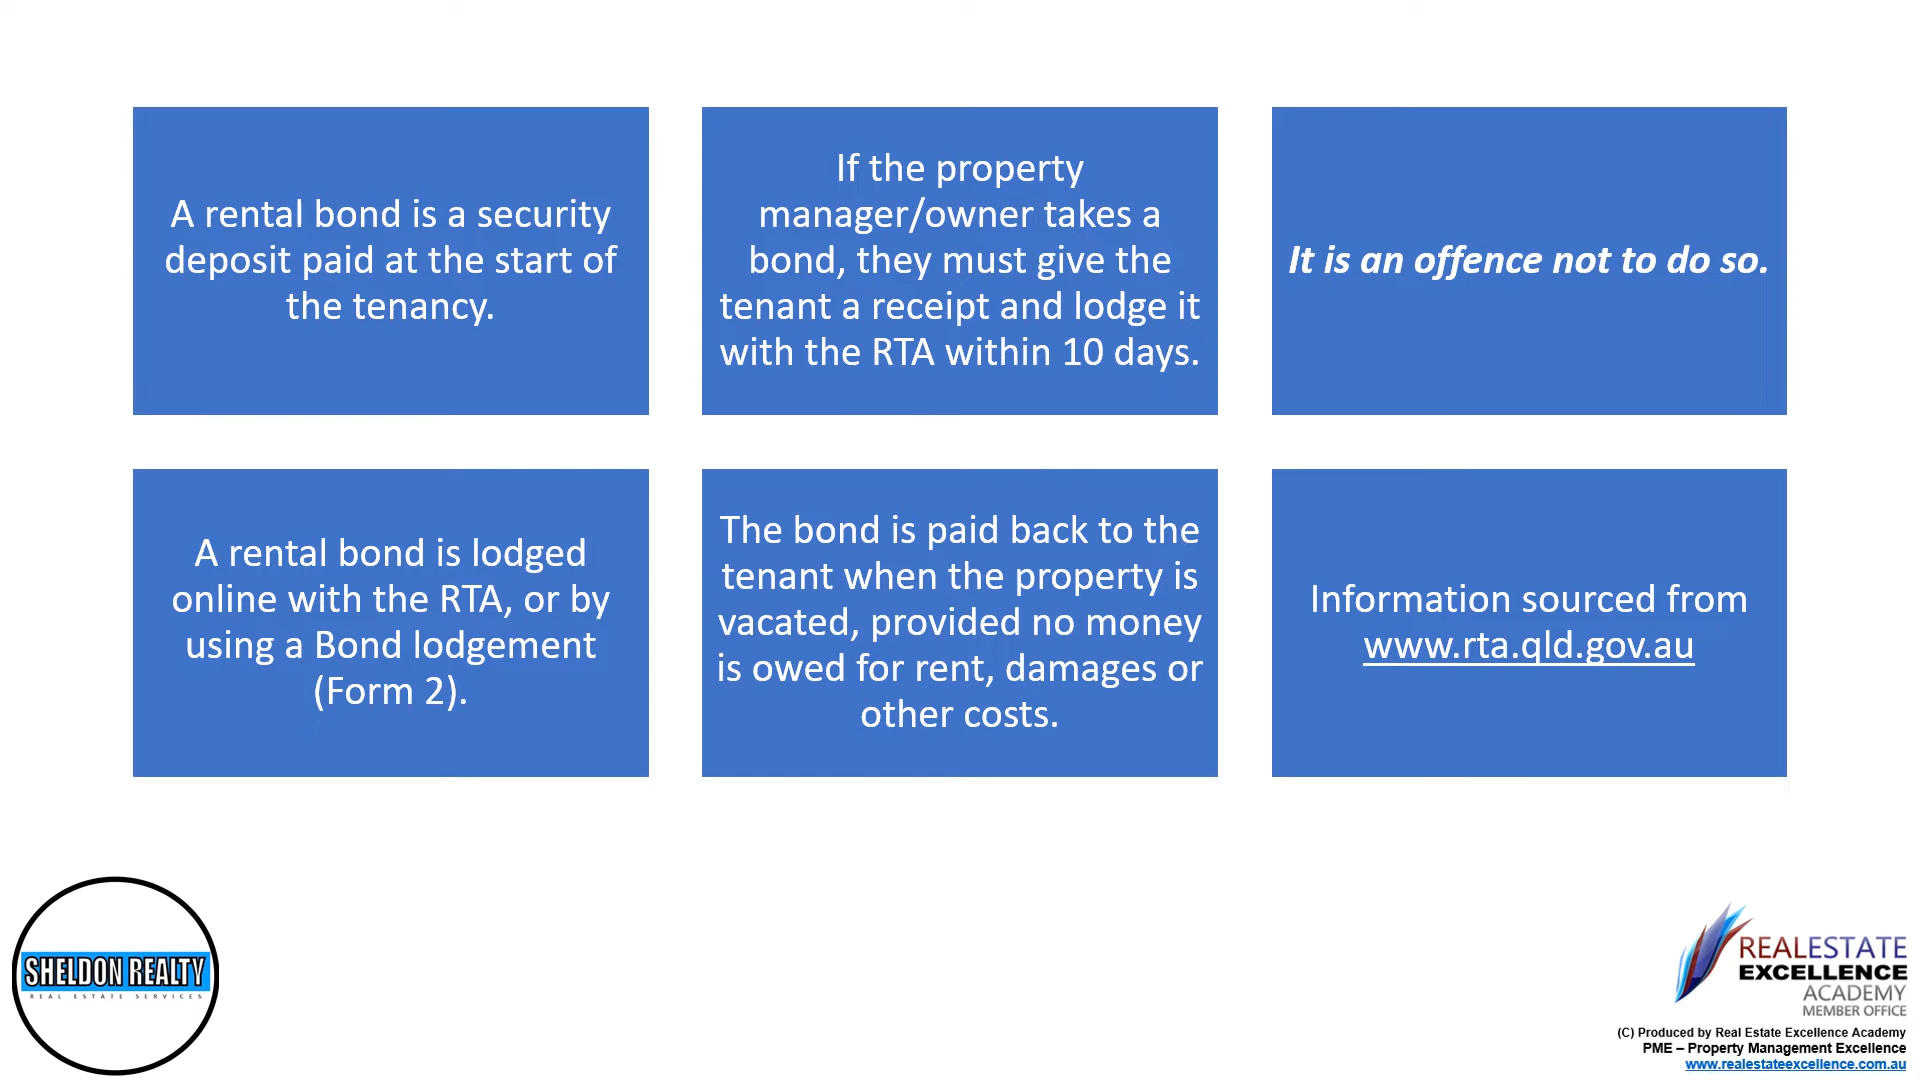 A rental bond is a security
deposit paid at the start of
the tenancy.
If the property
manager/owner takes a
bond, they must give the
tenant a receipt and lodge it
with the RTA within 10 days.
It is an offence not to do so.
A rental bond is lodged
online with the RTA, or by
using a Bond lodgement
(Form 2).
The bond is paid back to the
tenant when the property is
vacated, provided no money
is owed for rent, damages or
other costs.
Information sourced from
www.rta.qld.gov.au
SHELDON REALTY
REAL ESTATE SERVICES
REALESTATE
EXCELLENCE
ACADEMY
MEMBER OFFICE
(C) Produced by Real Estate Excellence Academy
PME – Property Management Excellence
www.realestateexcellence.com.au